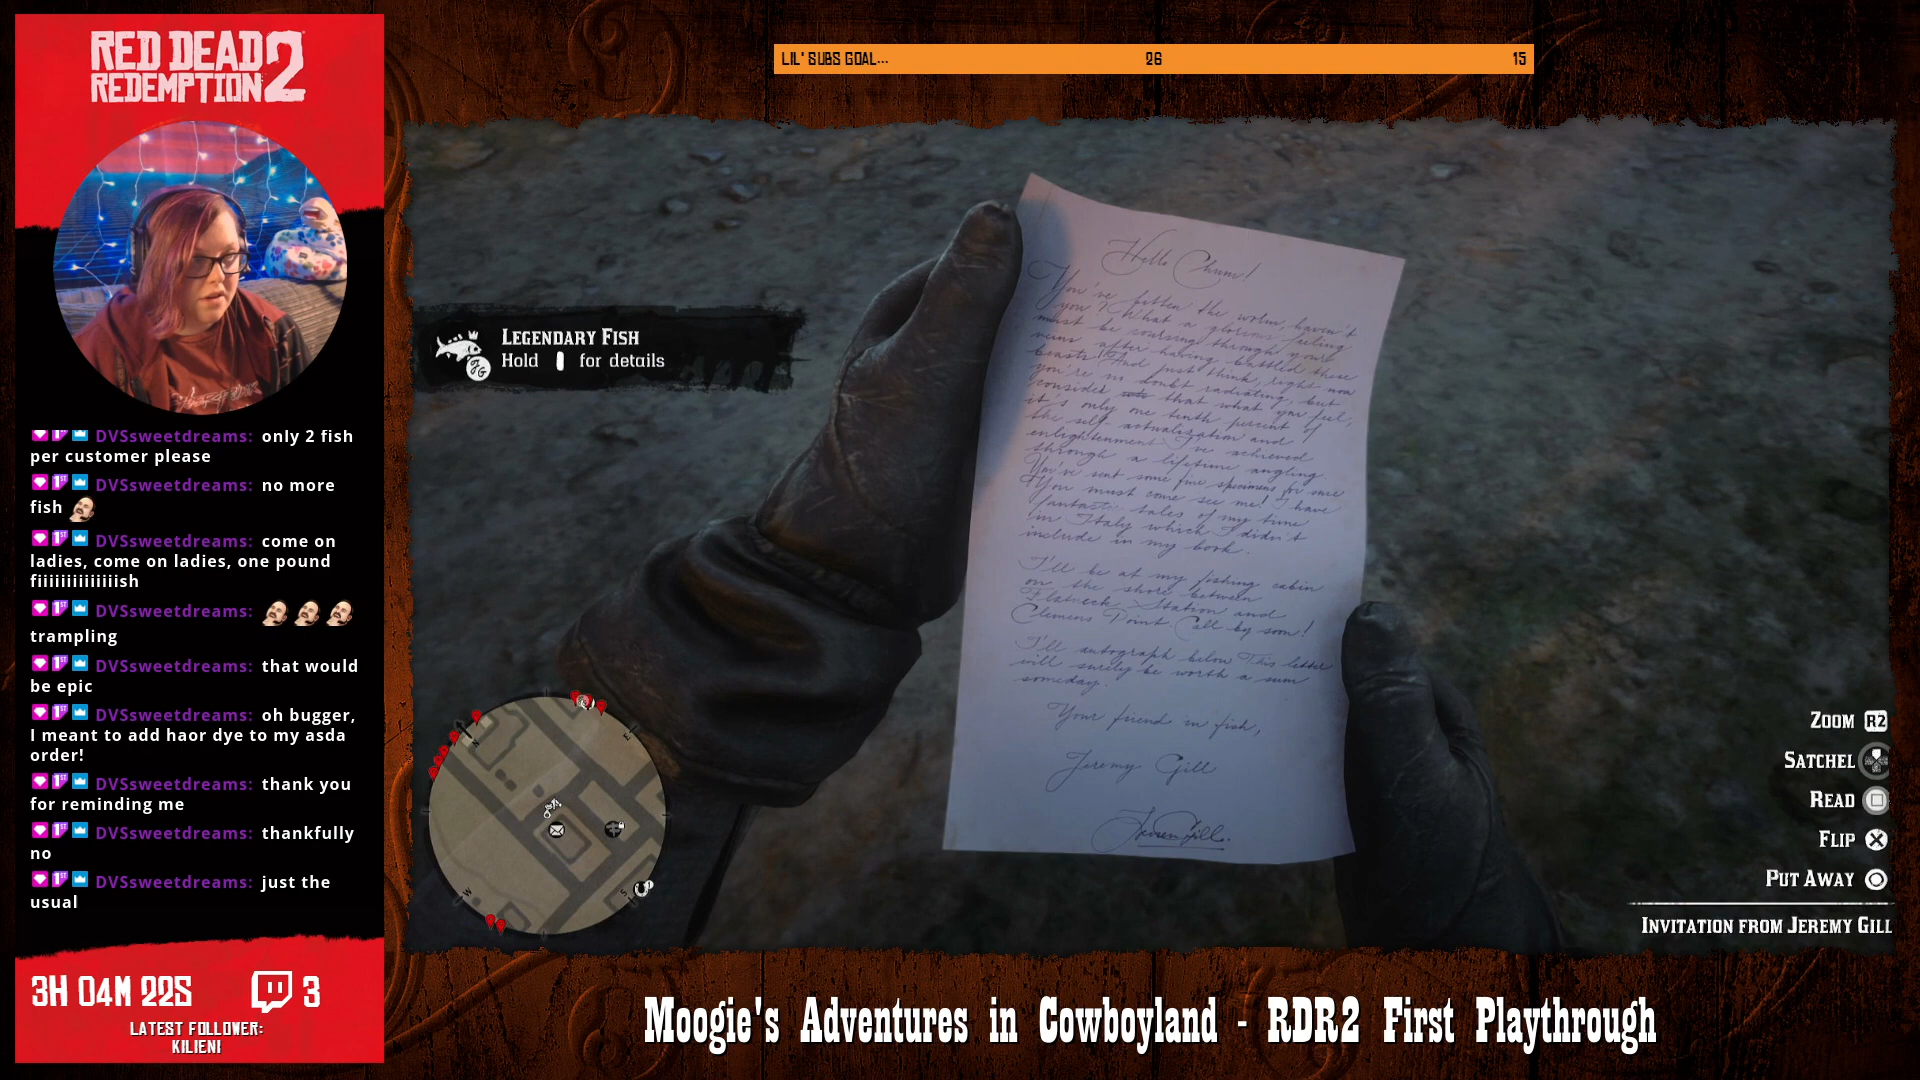 RED DEAD
REDEMPTION 2
LIL' SUBS GOAL...
26
15
DVSsweetdreams: only 2 fish
per customer please
DVSsweetdreams: no more
fish
DVSsweetdreams: come on
ladies, come on ladies, one pound
fiiiiiiiiiiiiiish
DVSsweetdreams:
trampling
DVSsweetdreams: that would
be epic
DVSsweetdreams: oh bugger,
I meant to add haor dye to my asda
order!
DVSsweetdreams: thank you
for reminding me
DVSsweetdreams: thankfully
no
DVSsweetdreams: just the
usual
3H 04M 22S
3
LATEST FOLLOWER:
KILIENI
LEGENDARY FISH
Hold for details
Hello Chum!
You've gotten the worm, haven't
you? What a glorious feeling
must be coursing through your
veins after having battled these
beasts! And just think, right now
you're no doubt radiating, but
consider that what you feel,
it's only one tenth percent of
the self-actualization and
enlightenment I've achieved
through a lifetime angling.
You've sent some fine specimens for sure
You must come see me! I have
fantastic tales of my time
in Italy which I didn't
include in my book.
I'll be at my fishing cabin
on the shore between
Flatneck Station and
Clemens Point. Call by soon!
I'll autograph below. This letter
will surely be worth a sum
someday.
Your friend in fish,
Jeremy Gill
Jeremy Gill.
N
E
S
W
ZOOM R2
SATCHEL
READ
FLIP
PUT AWAY
INVITATION FROM JEREMY GILL
Moogie's Adventures in Cowboyland - RDR2 First Playthrough